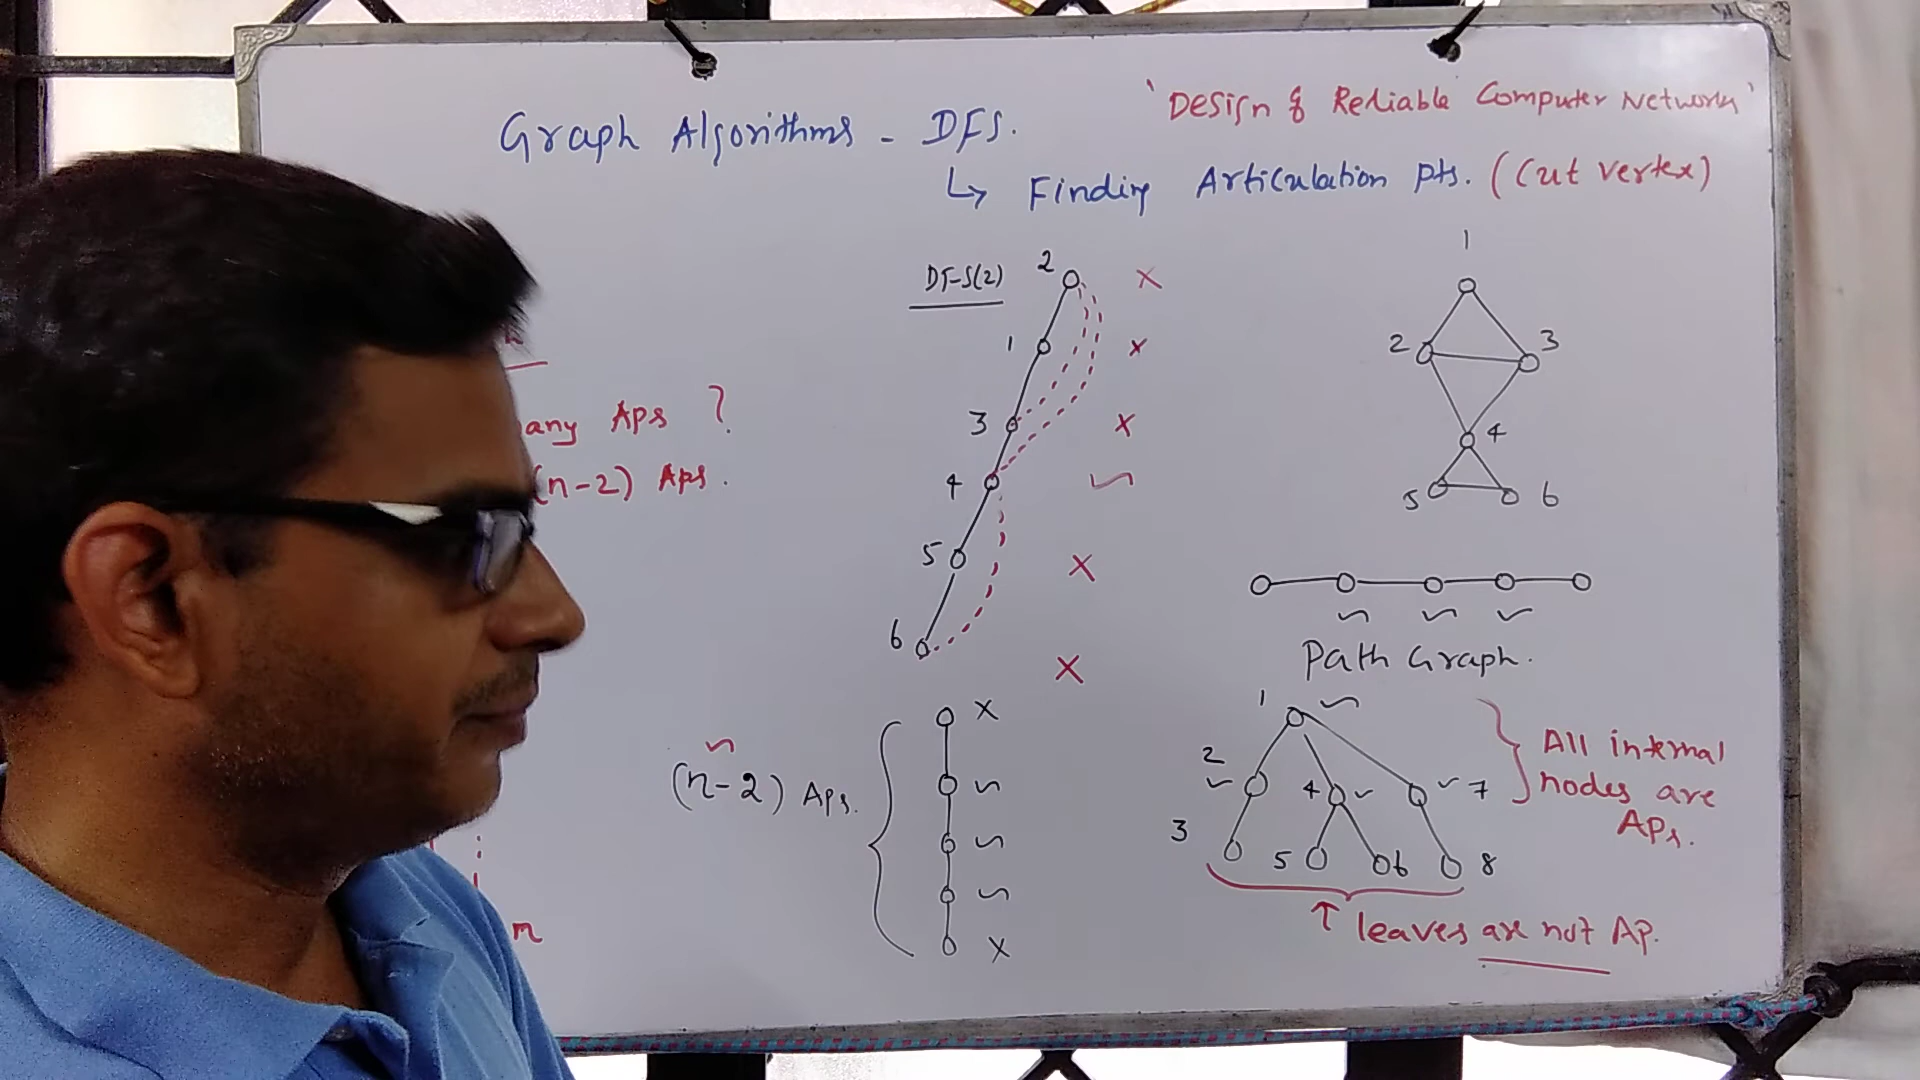 'Design of Reliable Computer Network'
Graph Algorithms - DFS.
↳ Finding Articulation pts. (Cut vertex)
DFS(2)
2 x
1 x
3 x
4
5 x
6 x
any Aps ?
(n-2) Aps.
n
1
2 3
4
5 6
Path Graph.
(n-2) Aps.
x
x
1
2 4 7
3 5 6 8
All internal
nodes are
APs.
↑ leaves are not AP.